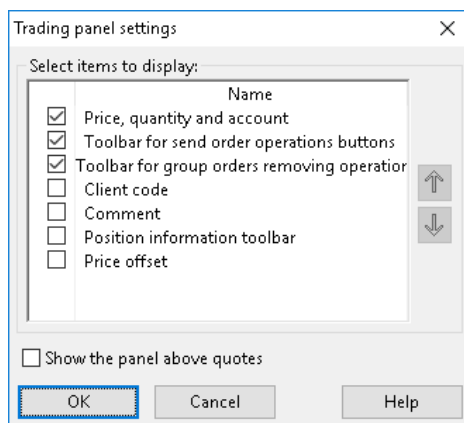 Trading panel settings
Select items to display:
Name
Price, quantity and account
Toolbar for send order operations buttons
Toolbar for group orders removing operation
Client code
Comment
Position information toolbar
Price offset
Show the panel above quotes
OK Cancel Help